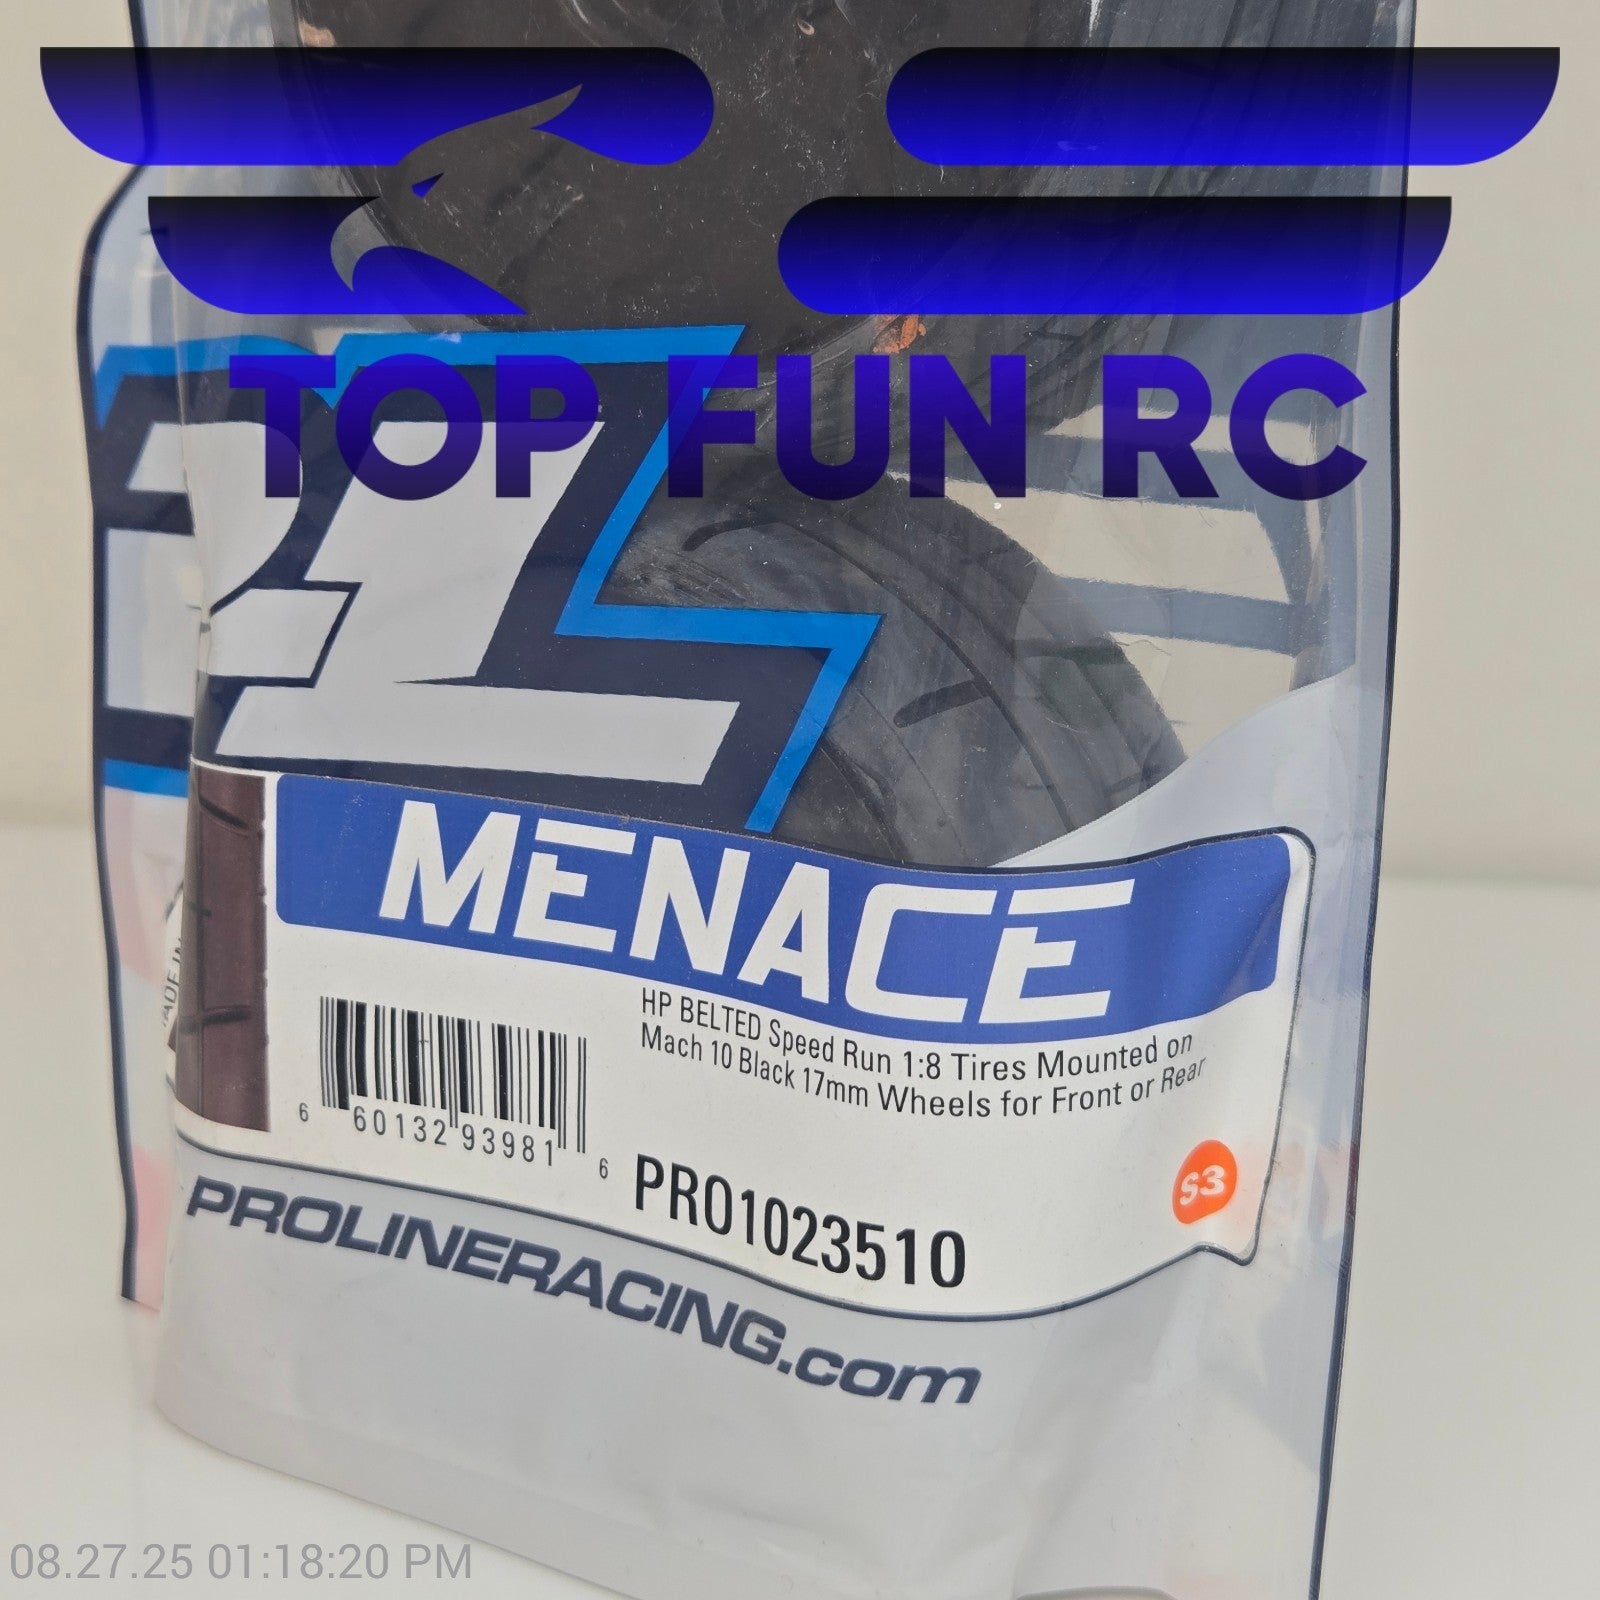 TOP FUN RC
MENACE
HP BELTED Speed Run 1:8 Tires Mounted on
Mach 10 Black 17mm Wheels for Front or Rear
6 60132 93981 6
PRO1023510
S3
PROLINERACING.com
08.27.25 01:18:20 PM